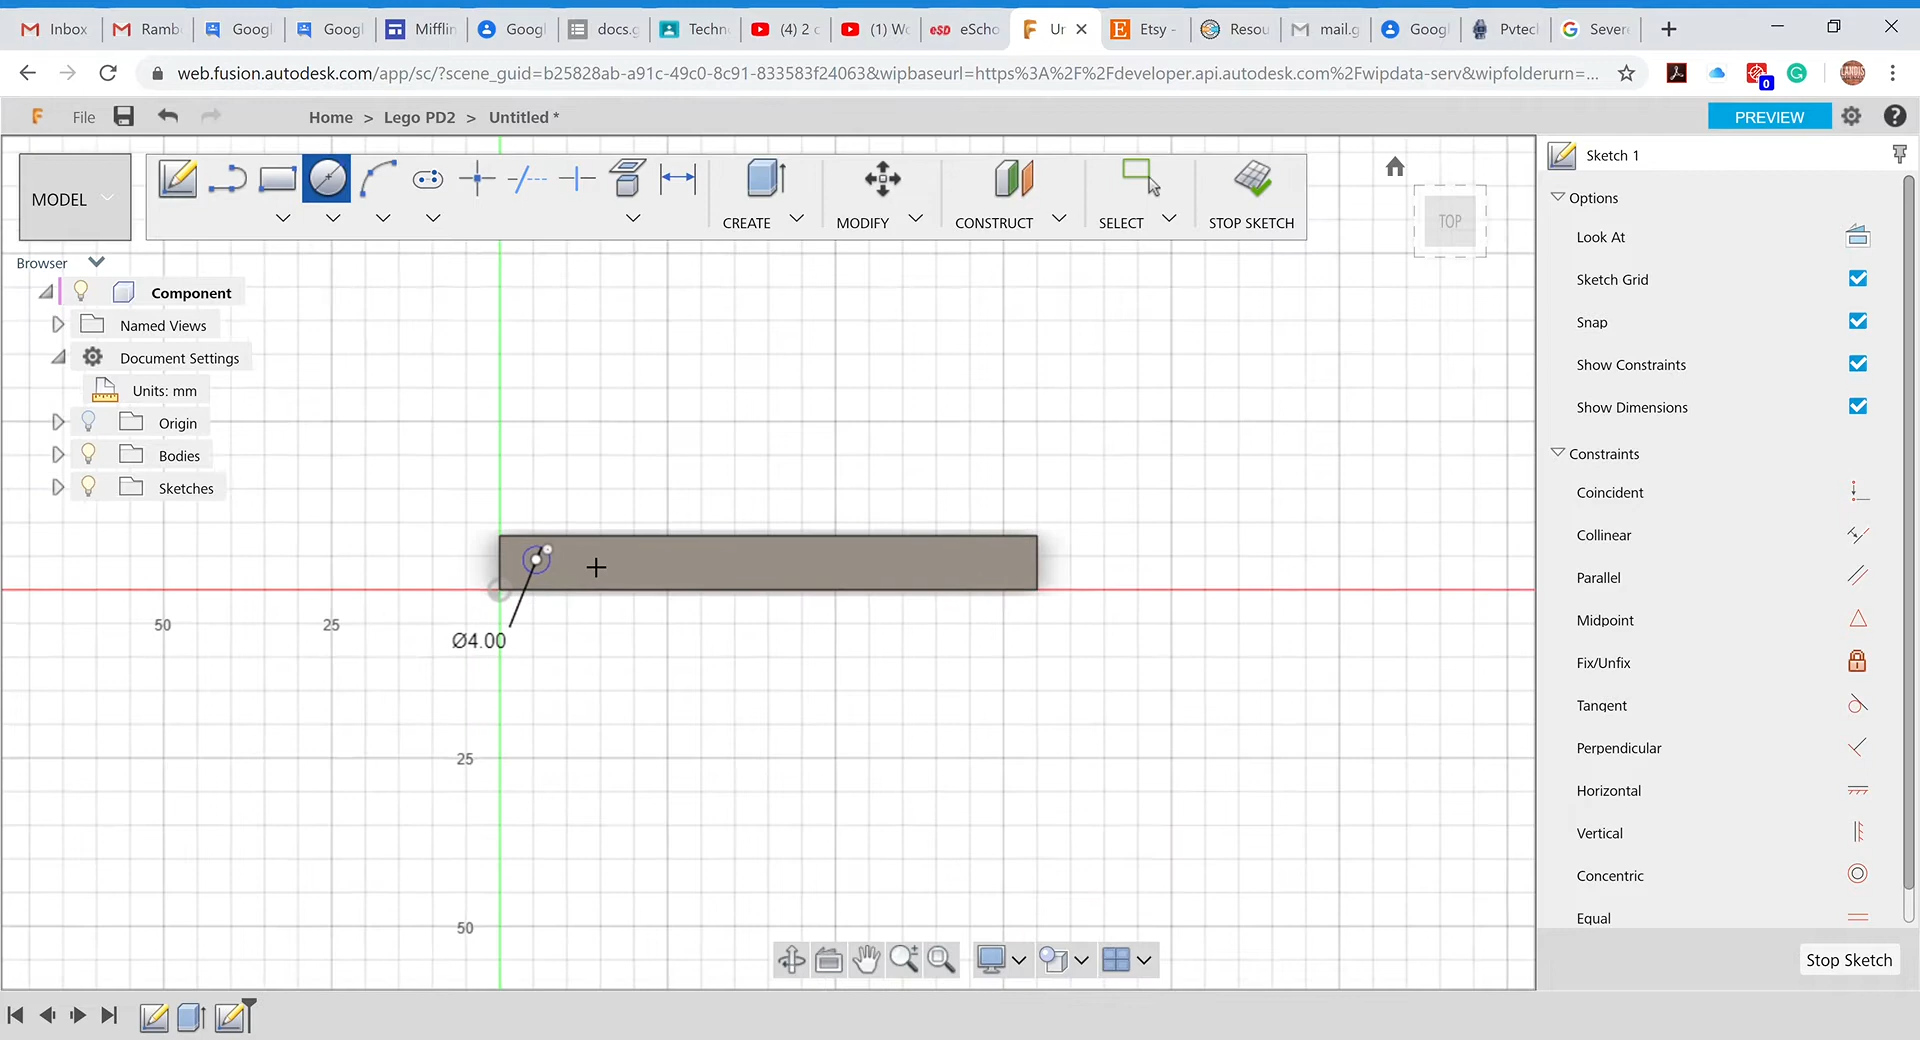 Inbox
Ramb
Googl
Googl
Mifflin
Googl
docs.g
Techn
(4) 2 c
(1) Wo
esD eScho
Ur
Etsy -
Resou
mail.g
Googl
Pvtec
Sever
web.fusion.autodesk.com/app/sc/?scene_guid=b25828ab-a91c-49c0-8c91-833583f24063&wipbaseurl=https%3A%2F%2Fdeveloper.api.autodesk.com%2Fwipdata-serv&wipfolderurn=...
0
LANDIS
File
Home > Lego PD2 > Untitled *
PREVIEW
MODEL
CREATE
MODIFY
CONSTRUCT
SELECT
STOP SKETCH
TOP
Browser
Component
Named Views
Document Settings
Units: mm
Origin
Bodies
Sketches
50
25
Ø4.00
25
50
Sketch 1
Options
Look At
Sketch Grid
Snap
Show Constraints
Show Dimensions
Constraints
Coincident
Collinear
Parallel
Midpoint
Fix/Unfix
Tangent
Perpendicular
Horizontal
Vertical
Concentric
Equal
Stop Sketch